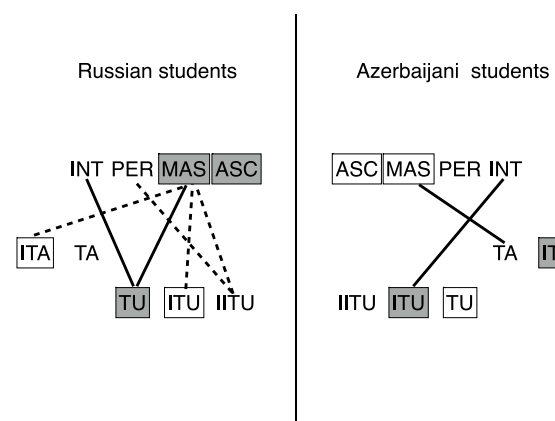 Russian students
Azerbaijani students
INT PER MAS ASC
ASC MAS PER INT
ITA TA
TA
TU ITU IITU
IITU ITU TU